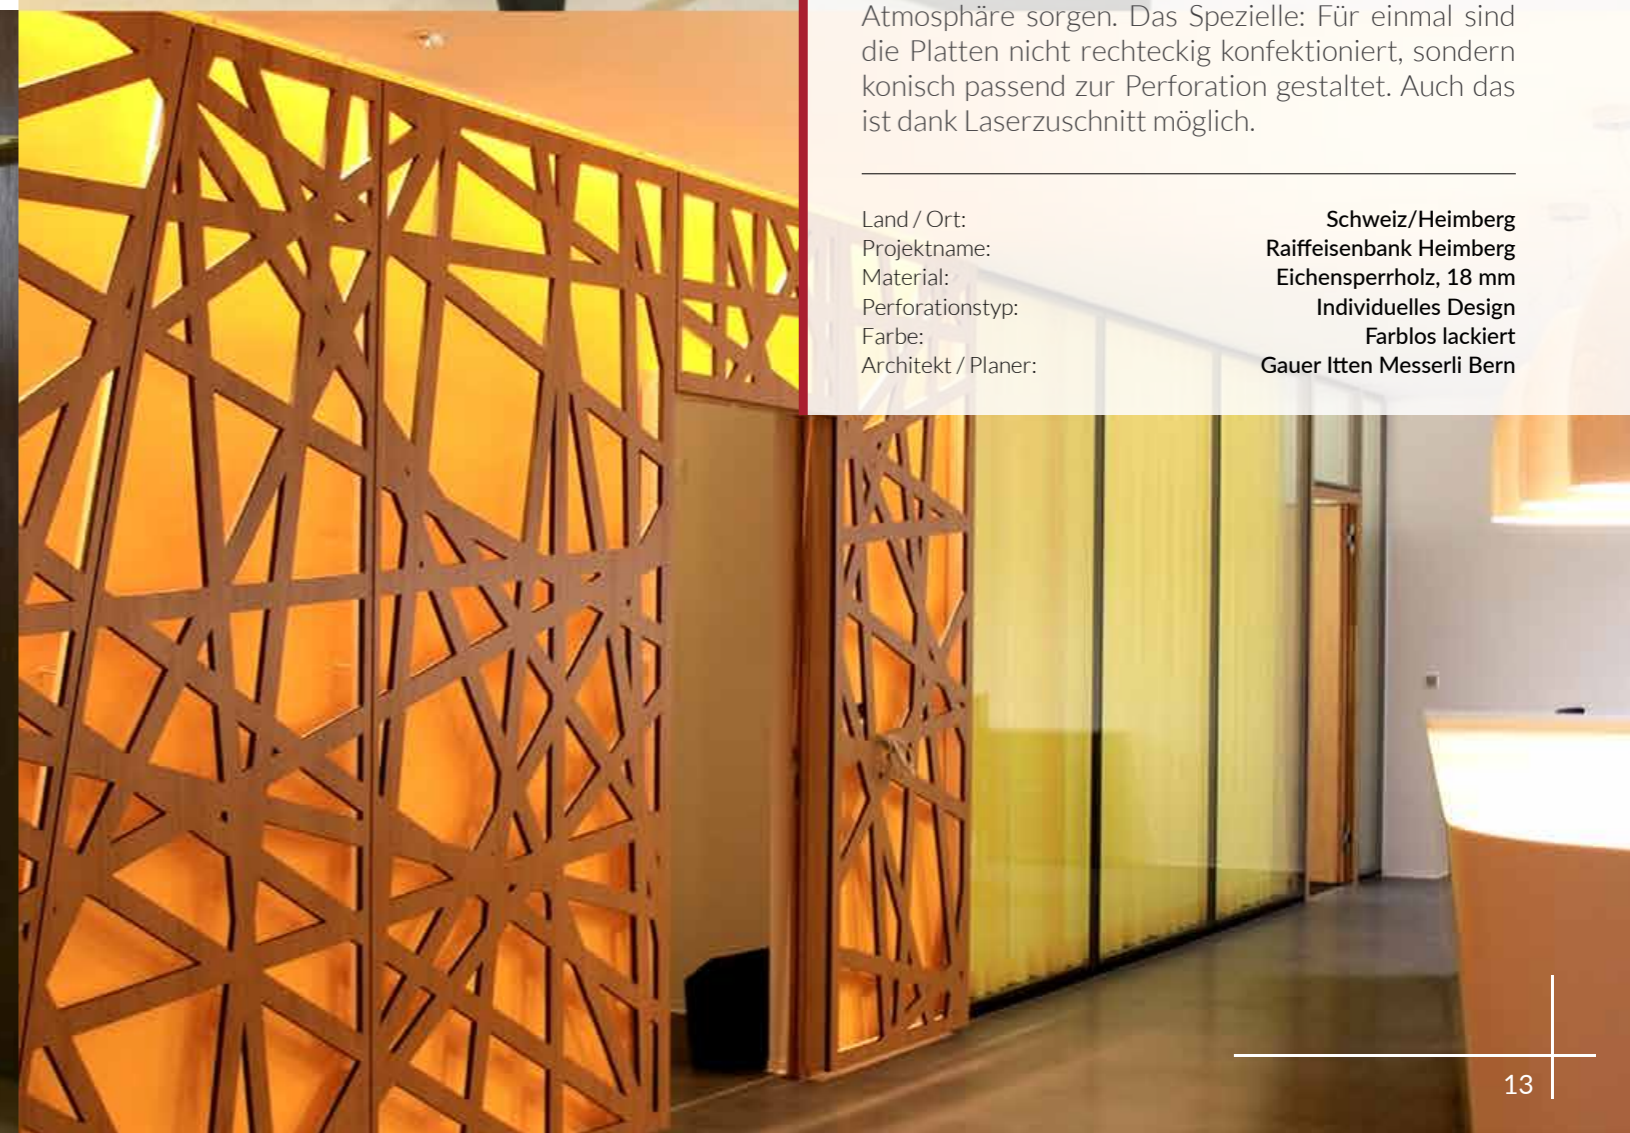 Atmosphäre sorgen. Das Spezielle: Für einmal sind
die Platten nicht rechteckig konfektioniert, sondern
konisch passend zur Perforation gestaltet. Auch das
ist dank Laserzuschnitt möglich.
Land / Ort: Schweiz/Heimberg
Projektname: Raiffeisenbank Heimberg
Material: Eichensperrholz, 18 mm
Perforationstyp: Individuelles Design
Farbe: Farblos lackiert
Architekt / Planer: Gauer Itten Messerli Bern
13